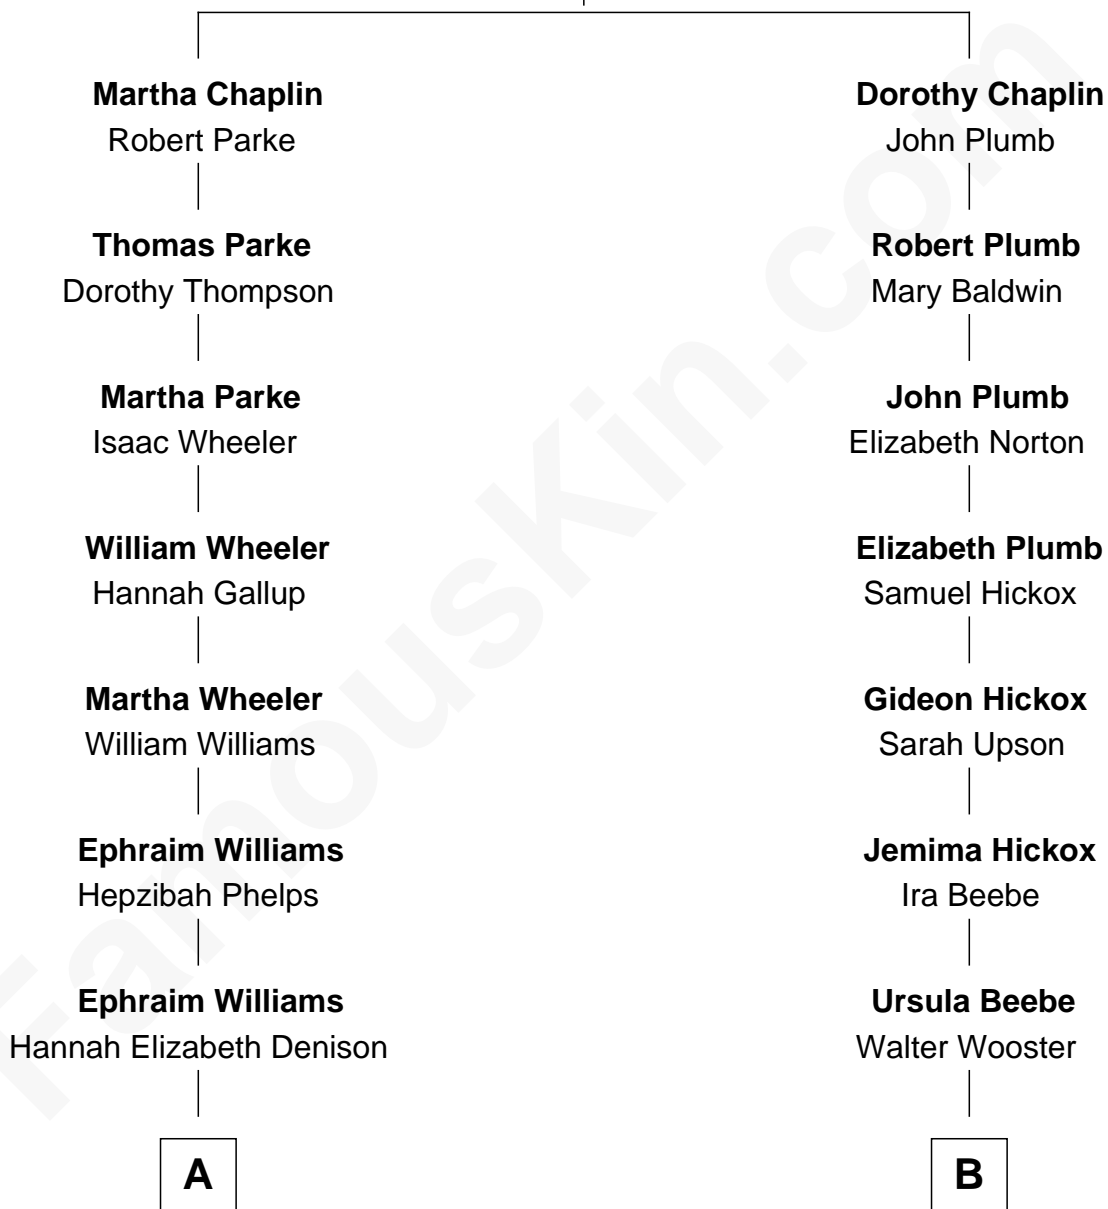 Martha Chaplin
Robert Parke
Dorothy Chaplin
John Plumb
Thomas Parke
Dorothy Thompson
Robert Plumb
Mary Baldwin
Martha Parke
Isaac Wheeler
John Plumb
Elizabeth Norton
William Wheeler
Hannah Gallup
Elizabeth Plumb
Samuel Hickox
Martha Wheeler
William Williams
Gideon Hickox
Sarah Upson
Ephraim Williams
Hepzibah Phelps
Jemima Hickox
Ira Beebe
Ephraim Williams
Hannah Elizabeth Denison
Ursula Beebe
Walter Wooster
A
B
FamousKin.com